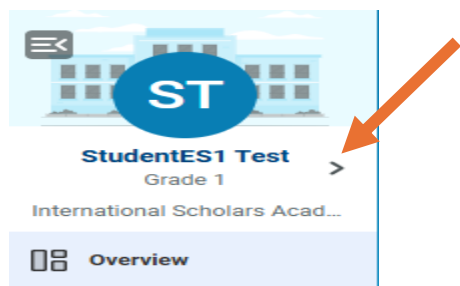 ST
StudentES1 Test
Grade 1
International Scholars Acad...
Overview